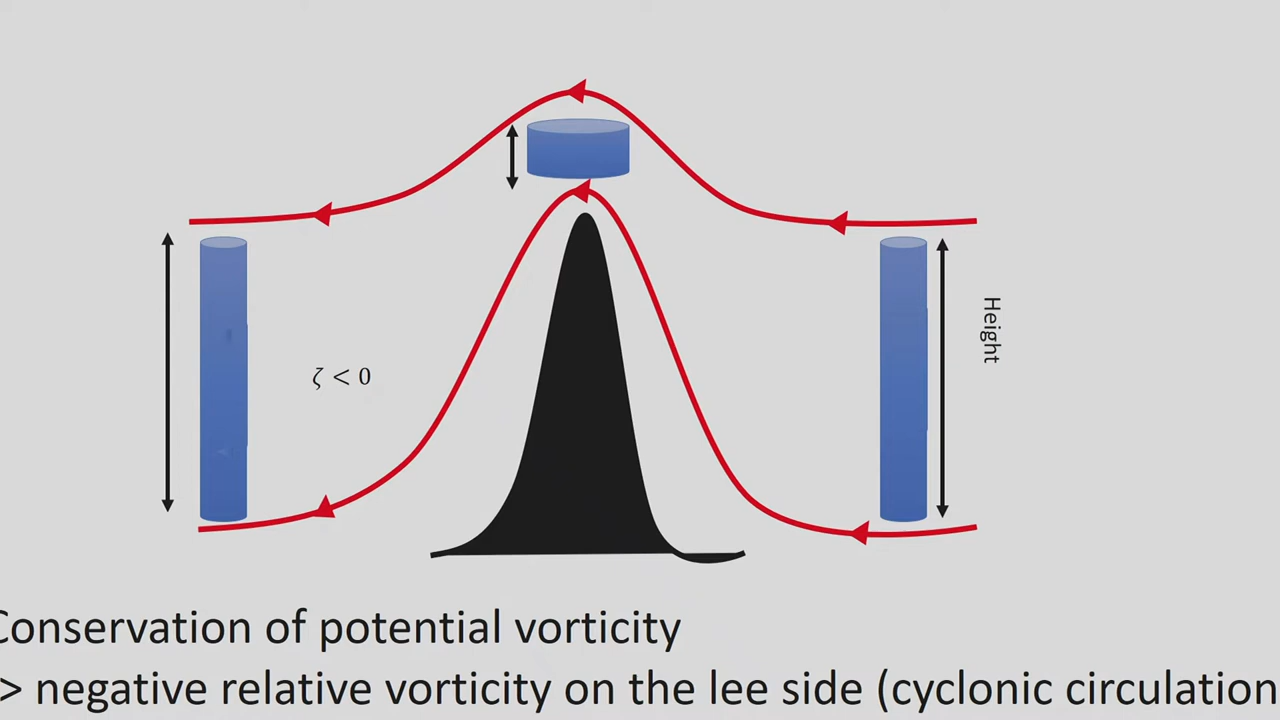 Height
ζ < 0
Conservation of potential vorticity
> negative relative vorticity on the lee side (cyclonic circulation